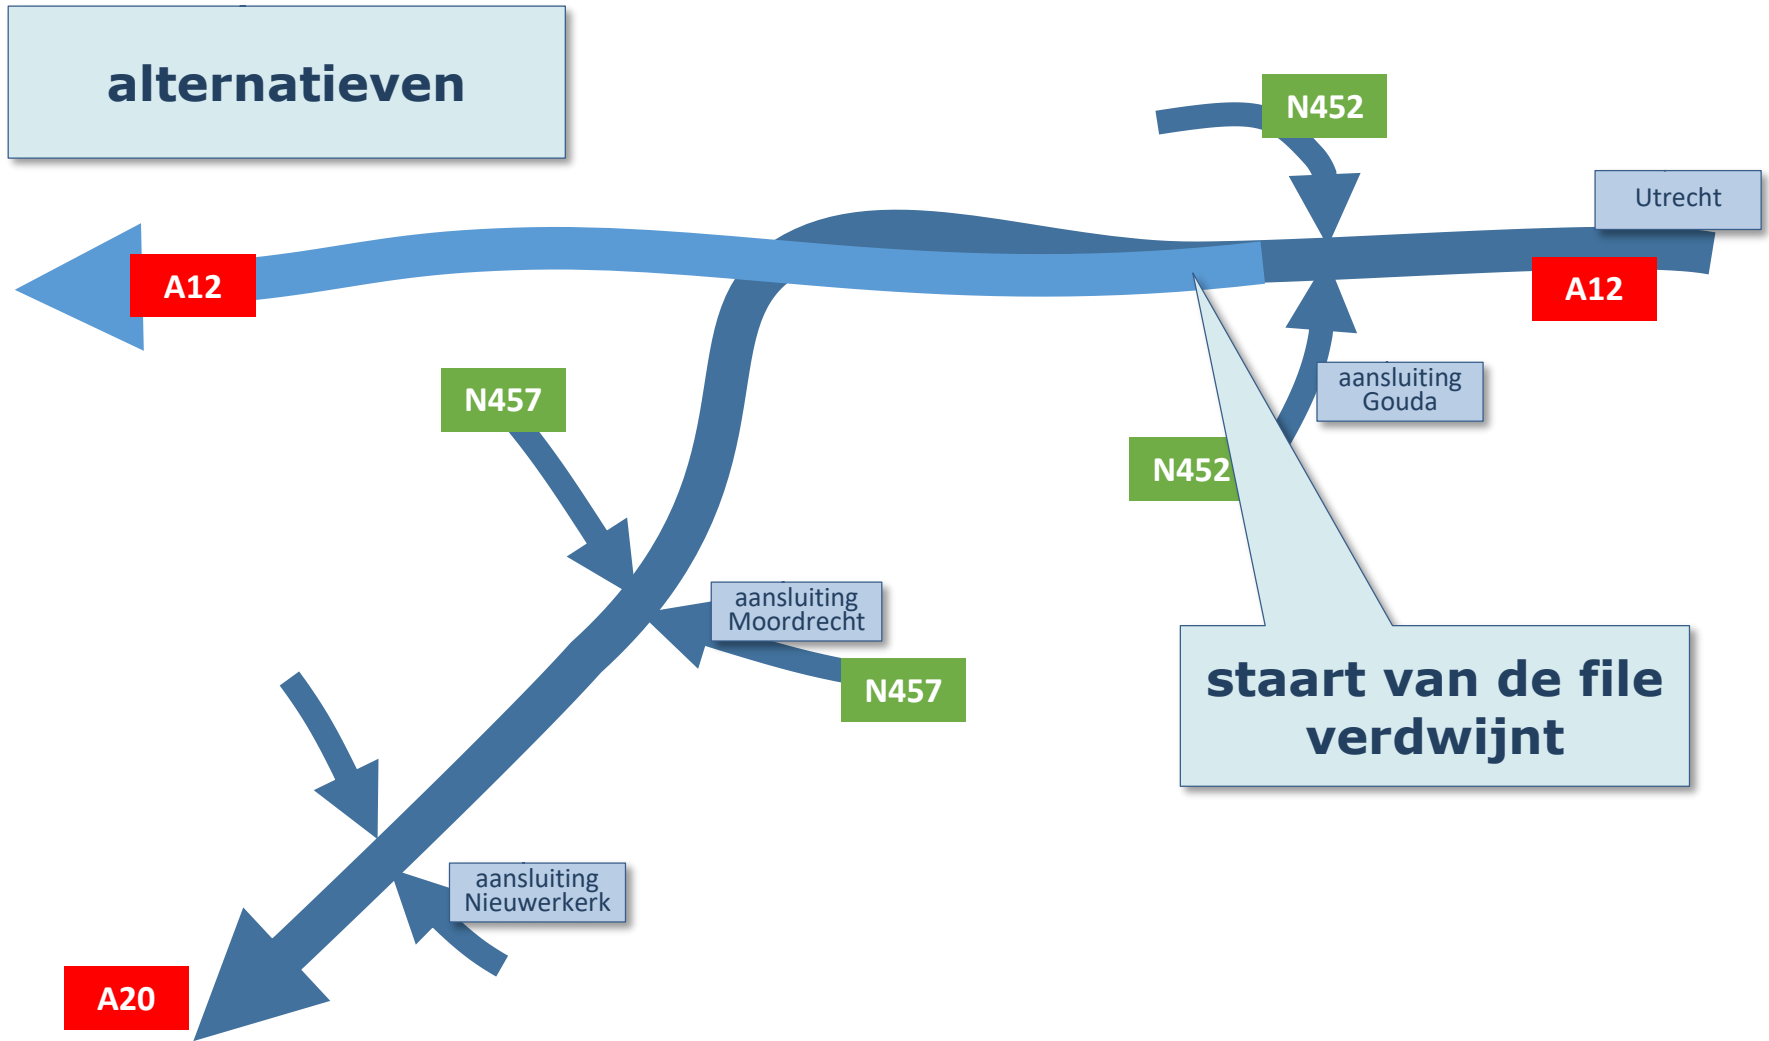 alternatieven
N452
Utrecht
A12
A12
aansluiting
Gouda
N457
N452
aansluiting
Moordrecht
N457
staart van de file
verdwijnt
aansluiting
Nieuwerkerk
A20